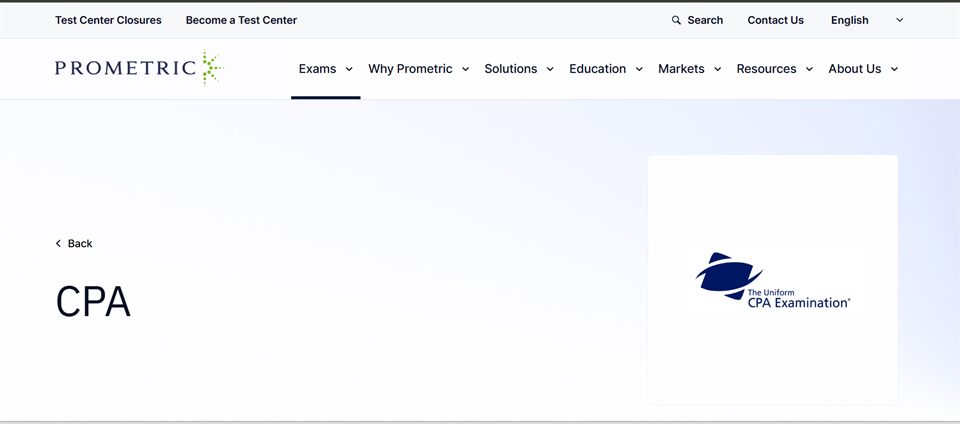 Test Center Closures Become a Test Center Search Contact Us English
PROMETRIC Exams Why Prometric Solutions Education Markets Resources About Us
Back
CPA
The Uniform
CPA Examination®